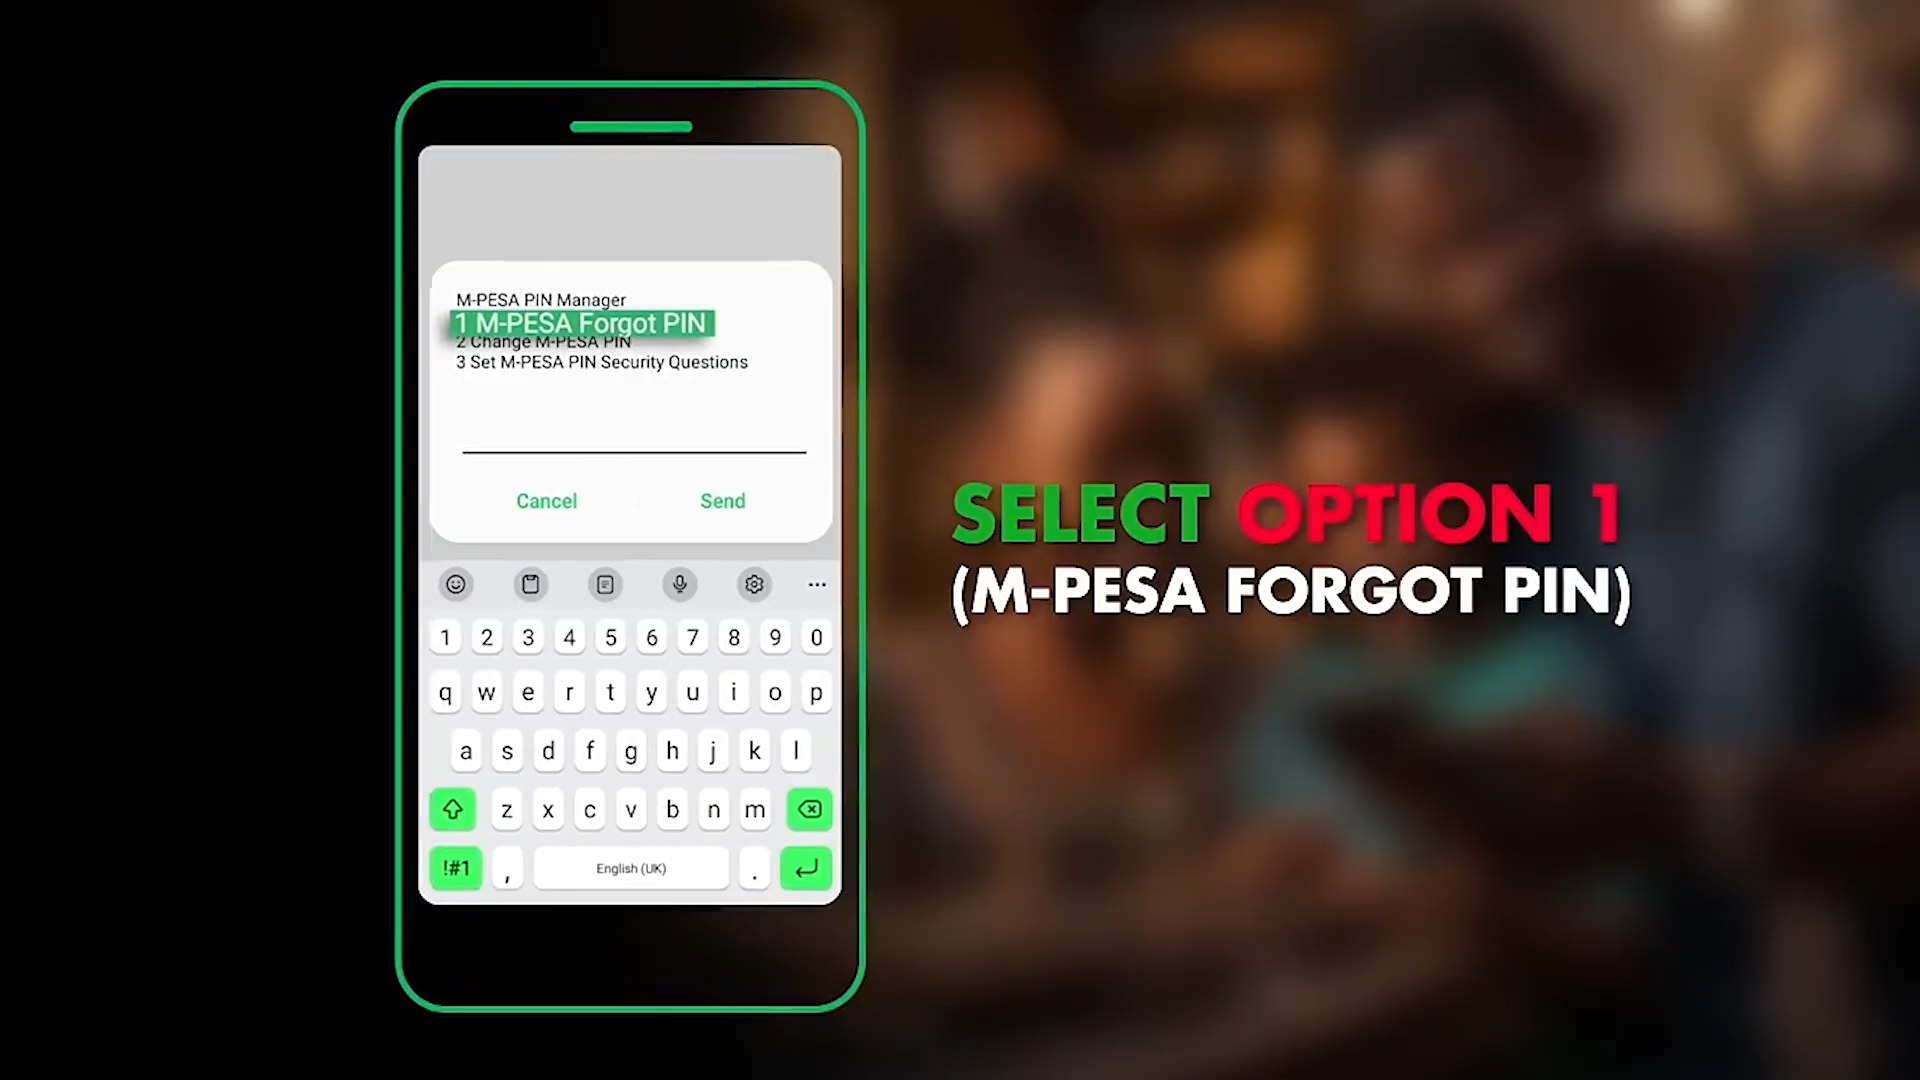 M-PESA PIN Manager
1 M-PESA Forgot PIN
2 Change M-PESA PIN
3 Set M-PESA PIN Security Questions
Cancel Send
1 2 3 4 5 6 7 8 9 0
q w e r t y u i o p
a s d f g h j k l
z x c v b n m
!#1 , English (UK) .
SELECT OPTION 1
(M-PESA FORGOT PIN)